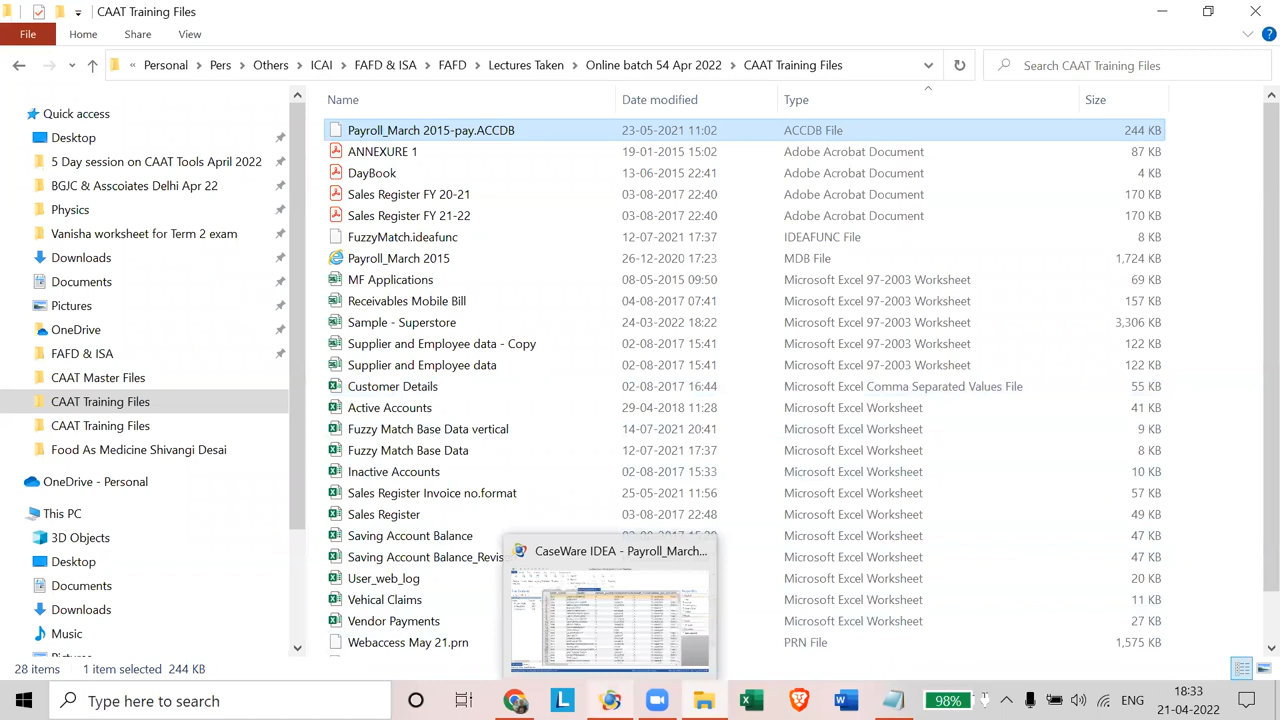 CAAT Training Files
File Home Share View
« Personal > Pers > Others > ICAI > FAFD & ISA > FAFD > Lectures Taken > Online batch 54 Apr 2022 > CAAT Training Files
Search CAAT Training Files
Name Date modified Type Size
Quick access
Desktop
5 Day session on CAAT Tools April 2022
BGJC & Asscoiates Delhi Apr 22
Physics
Vanisha worksheet for Term 2 exam
Downloads
Documents
Pictures
OneDrive
FAFD & ISA
CAAT Master Files
CAAT Training Files
CAAT Training Files
Food As Medicine Shivangi Desai
OneDrive - Personal
This PC
3D Objects
Desktop
Documents
Downloads
Music
Payroll_March 2015-pay.ACCDB 23-05-2021 11:02 ACCDB File 244 KB
ANNEXURE 1 19-01-2015 15:02 Adobe Acrobat Document 87 KB
DayBook 13-06-2015 22:41 Adobe Acrobat Document 4 KB
Sales Register FY 20-21 03-08-2017 22:40 Adobe Acrobat Document 170 KB
Sales Register FY 21-22 03-08-2017 22:40 Adobe Acrobat Document 170 KB
FuzzyMatch.ideafunc 12-07-2021 17:37 IDEAFUNC File 8 KB
Payroll_March 2015 26-12-2020 17:23 MDB File 1,724 KB
MF Applications 08-05-2015 09:50 Microsoft Excel 97-2003 Worksheet 69 KB
Receivables Mobile Bill 04-08-2017 07:41 Microsoft Excel 97-2003 Worksheet 157 KB
Sample - Superstore 24-03-2022 18:22 Microsoft Excel 97-2003 Worksheet 3,306 KB
Supplier and Employee data - Copy 02-08-2017 15:41 Microsoft Excel 97-2003 Worksheet 122 KB
Supplier and Employee data 02-08-2017 15:41 Microsoft Excel 97-2003 Worksheet 122 KB
Customer Details 02-08-2017 16:44 Microsoft Excel Comma Separated Values File 55 KB
Active Accounts 29-04-2018 11:28 Microsoft Excel Worksheet 41 KB
Fuzzy Match Base Data vertical 14-07-2021 20:41 Microsoft Excel Worksheet 9 KB
Fuzzy Match Base Data 12-07-2021 17:37 Microsoft Excel Worksheet 8 KB
Inactive Accounts 02-08-2017 15:33 Microsoft Excel Worksheet 10 KB
Sales Register Invoice no.format 25-05-2021 11:56 Microsoft Excel Worksheet 57 KB
Sales Register 03-08-2017 22:48 Microsoft Excel Worksheet 49 KB
Saving Account Balance Microsoft Excel Worksheet 47 KB
Saving Account Balance_Revis Microsoft Excel Worksheet 47 KB
User_web_log Microsoft Excel Worksheet 20 KB
Vehical Claims Microsoft Excel Worksheet 11 KB
Microsoft Excel Worksheet 27 KB
PRN File 1,575 KB
CaseWare IDEA - Payroll_March...
28 items 1 item selected 244 KB
Type here to search
98%
ENG
18:33
21-04-2022